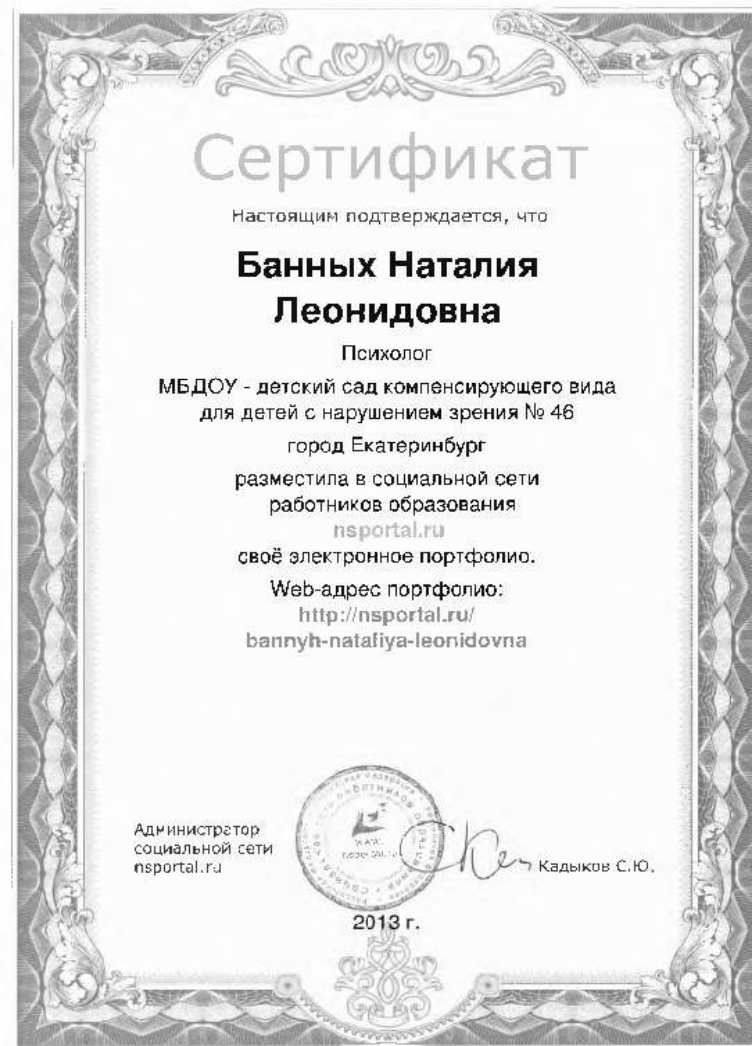 Сертификат
Настоящим подтверждается, что
Банных Наталия
Леонидовна
Психолог
МБДОУ - детский сад компенсирующего вида
для детей с нарушением зрения № 46
город Екатеринбург
разместила в социальной сети
работников образования
nsportal.ru
своё электронное портфолио.
Web-адрес портфолио:
http://nsportal.ru/
bannyh-nataliya-leonidovna
Администратор
социальной сети
nsportal.ru
Кадыков С.Ю.
2013 г.